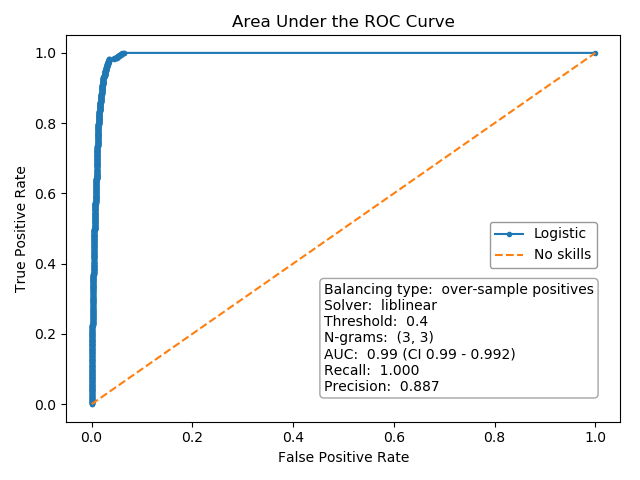 Area Under the ROC Curve
True Positive Rate
1.0
0.8
0.6
0.4
0.2
0.0
Logistic
No skills
Balancing type:  over-sample positives
Solver:  liblinear
Threshold:  0.4
N-grams:  (3, 3)
AUC:  0.99 (CI 0.99 - 0.992)
Recall:  1.000
Precision:  0.887
0.0 0.2 0.4 0.6 0.8 1.0
False Positive Rate